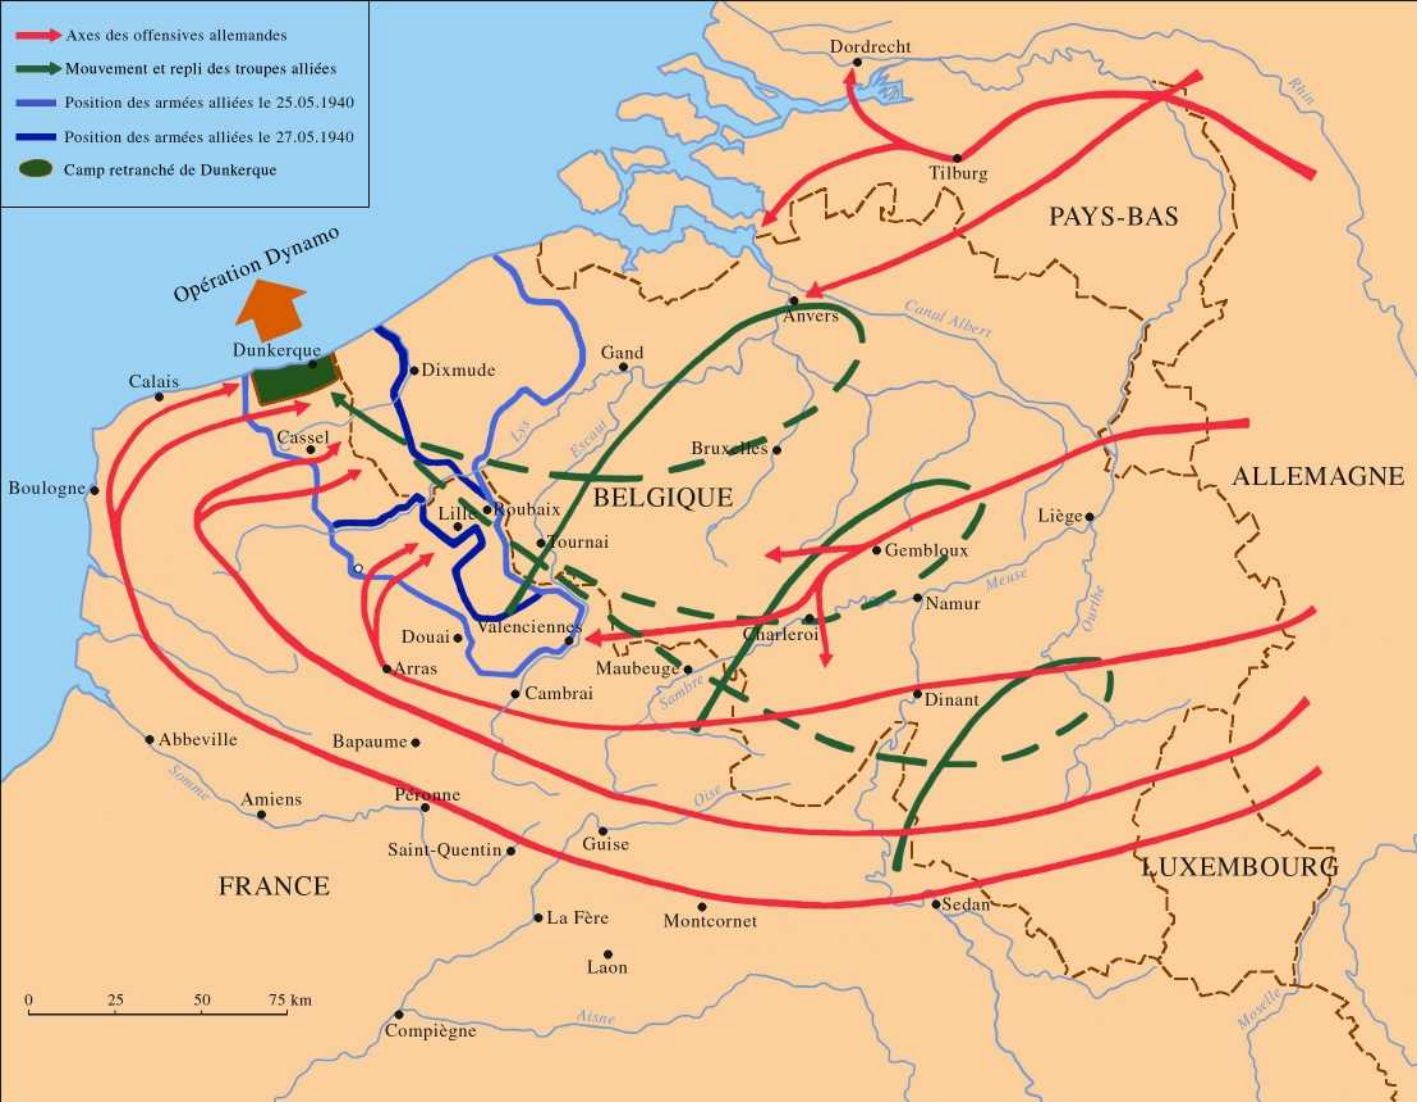 Axes des offensives allemandes
Mouvement et repli des troupes alliées
Position des armées alliées le 25.05.1940
Position des armées alliées le 27.05.1940
Camp retranché de Dunkerque
Dordrecht
Rhin
Tilburg
PAYS-BAS
Opération Dynamo
Anvers
Canal Albert
Dunkerque
Gand
Dixmude
Calais
Lys
Escaut
Cassel
Bruxelles
ALLEMAGNE
Boulogne
BELGIQUE
Lille
Roubaix
Liège
Tournai
Gembloux
Meuse
Namur
Ourthe
Valenciennes
Charleroi
Douai
Arras
Maubeuge
Sambre
Cambrai
Dinant
Abbeville
Bapaume
Somme
Oise
Péronne
Amiens
Guise
Saint-Quentin
LUXEMBOURG
FRANCE
Sedan
La Fère
Montcornet
Laon
0 25 50 75 km
Moselle
Aisne
Compiègne